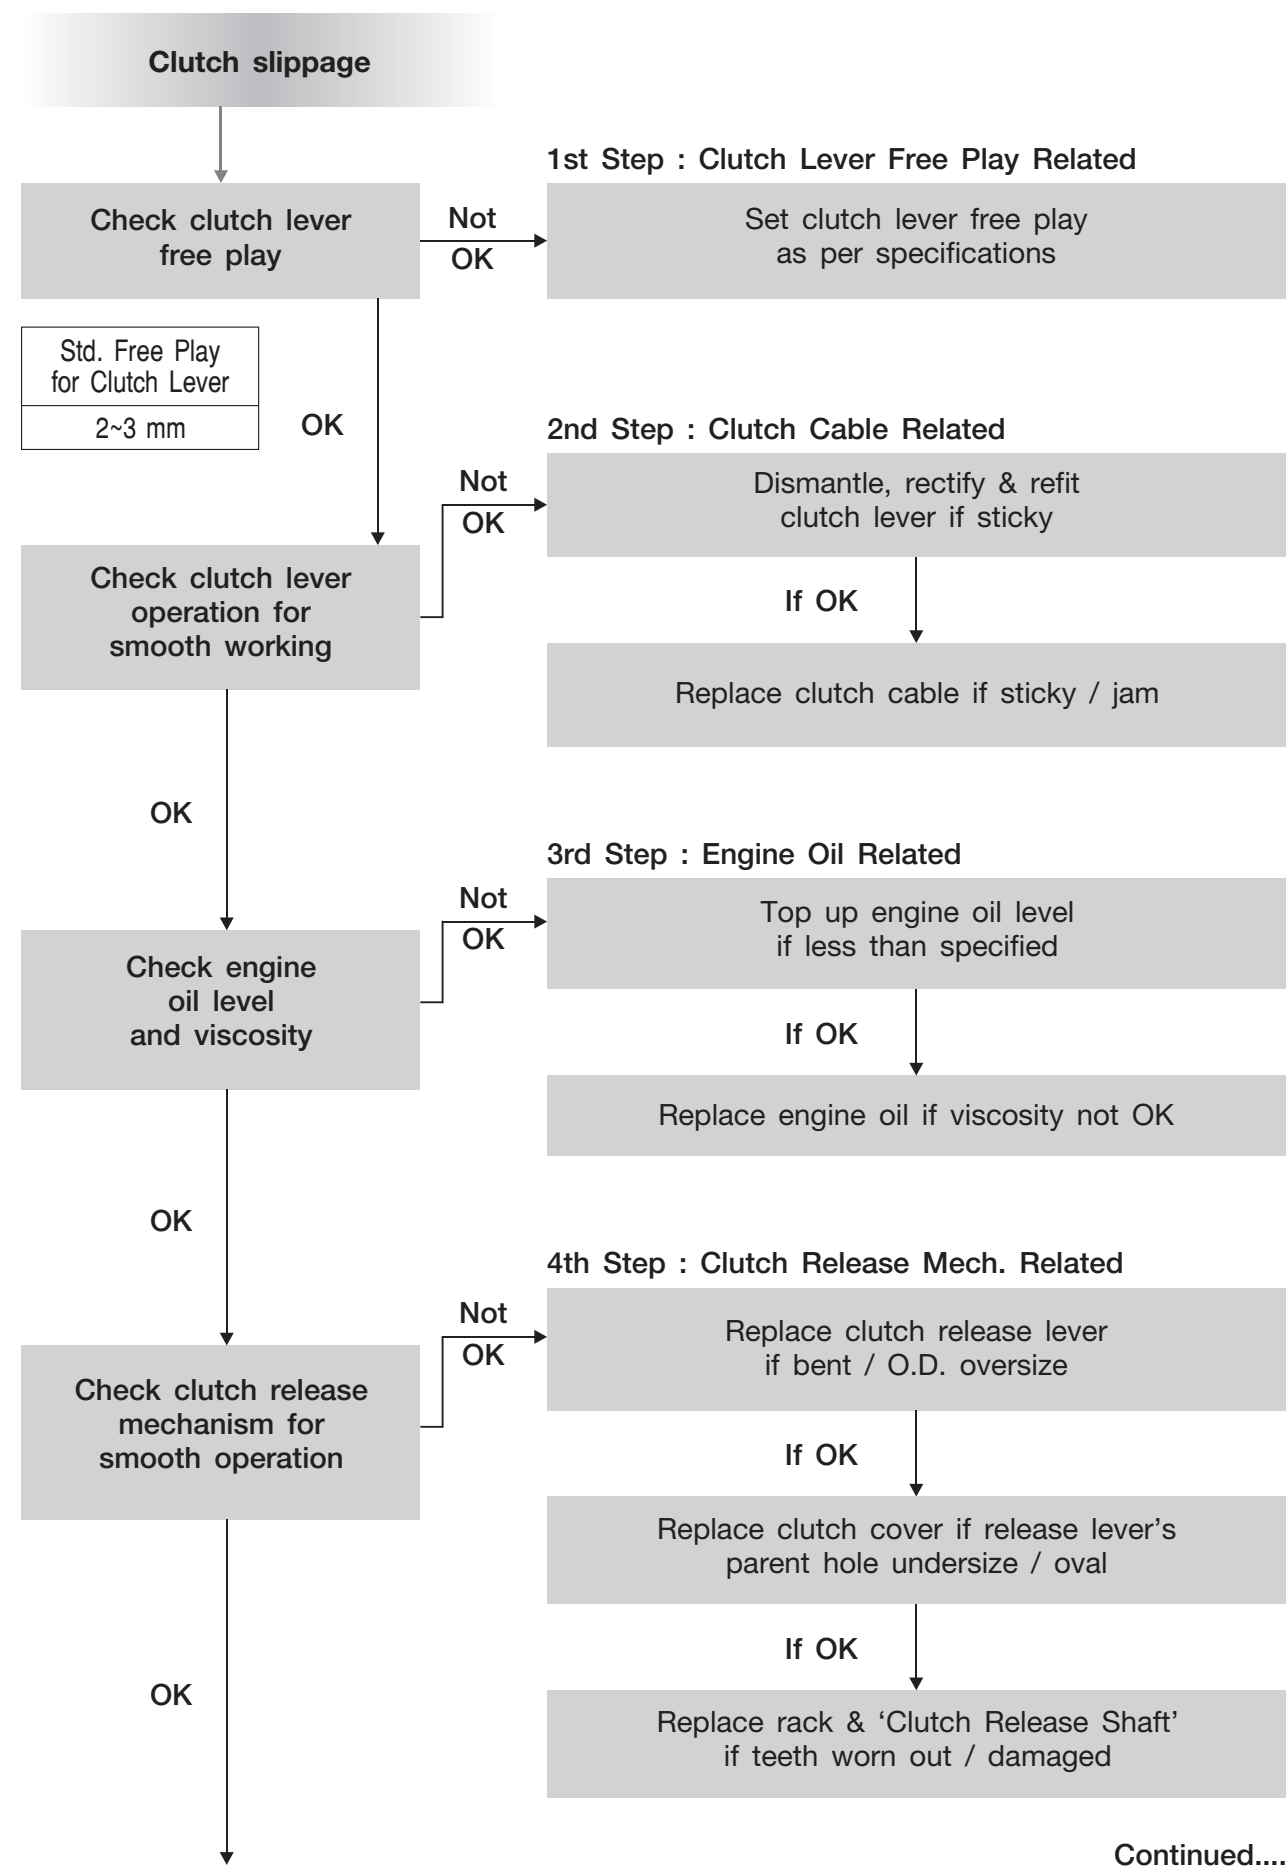 Clutch slippage
1st Step : Clutch Lever Free Play Related
Check clutch lever
free play
Not
OK
Set clutch lever free play
as per specifications
Std. Free Play
for Clutch Lever
2~3 mm
OK
2nd Step : Clutch Cable Related
Check clutch lever
operation for
smooth working
Not
OK
Dismantle, rectify & refit
clutch lever if sticky
If OK
Replace clutch cable if sticky / jam
OK
3rd Step : Engine Oil Related
Check engine
oil level
and viscosity
Not
OK
Top up engine oil level
if less than specified
If OK
Replace engine oil if viscosity not OK
OK
4th Step : Clutch Release Mech. Related
Check clutch release
mechanism for
smooth operation
Not
OK
Replace clutch release lever
if bent / O.D. oversize
If OK
Replace clutch cover if release lever’s
parent hole undersize / oval
If OK
Replace rack & ‘Clutch Release Shaft’
if teeth worn out / damaged
OK
Continued....